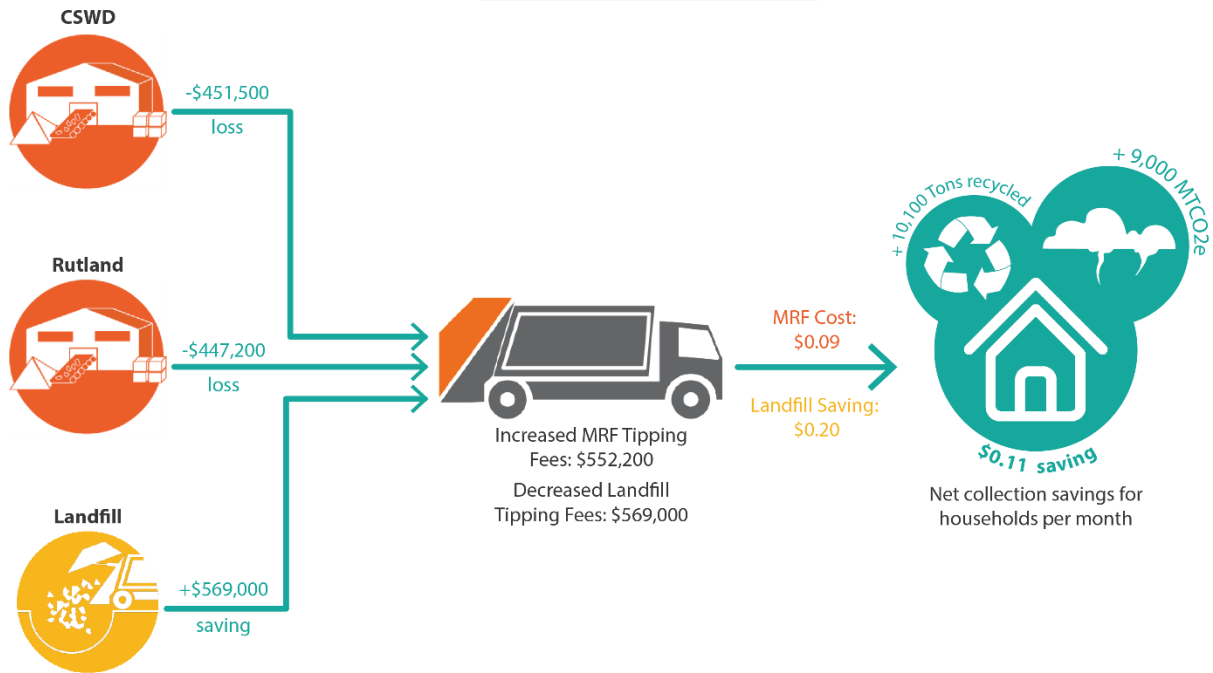 CSWD
-$451,500
loss
Rutland
-$447,200
loss
Landfill
+$569,000
saving
Increased MRF Tipping
Fees: $552,200
Decreased Landfill
Tipping Fees: $569,000
MRF Cost:
$0.09
Landfill Saving:
$0.20
+ 10,100 Tons recycled
+ 9,000 MTCO2e
$0.11 saving
Net collection savings for
households per month